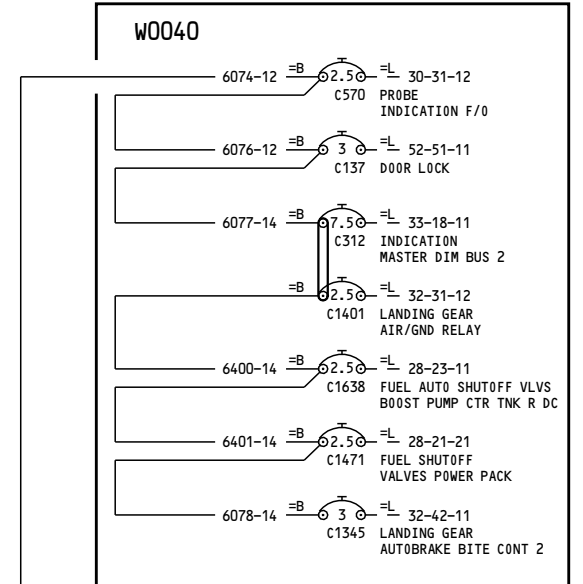 W0040
6074-12 =B 2.5 =L 30-31-12
C570 PROBE
INDICATION F/O
6076-12 =B 3 =L 52-51-11
C137 DOOR LOCK
6077-14 =B 7.5 =L 33-18-11
C312 INDICATION
MASTER DIM BUS 2
=B 2.5 =L 32-31-12
C1401 LANDING GEAR
AIR/GND RELAY
6400-14 =B 2.5 =L 28-23-11
C1638 FUEL AUTO SHUTOFF VLVS
BOOST PUMP CTR TNK R DC
6401-14 =B 2.5 =L 28-21-21
C1471 FUEL SHUTOFF
VALVES POWER PACK
6078-14 =B 3 =L 32-42-11
C1345 LANDING GEAR
AUTOBRAKE BITE CONT 2